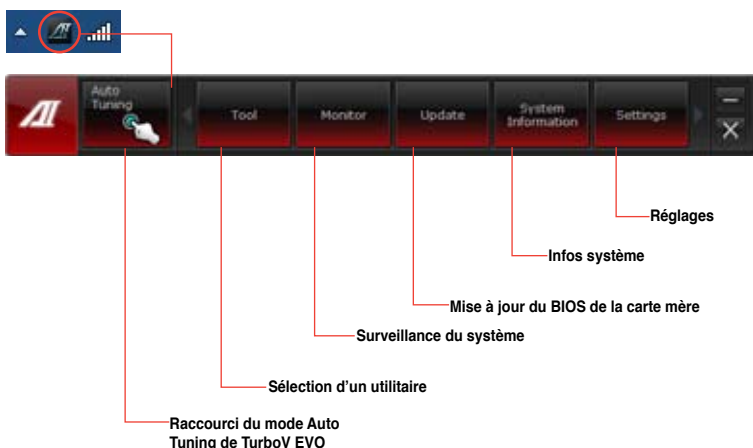 Auto
Tuning
Tool
Monitor
Update
System
Information
Settings
Réglages
Infos système
Mise à jour du BIOS de la carte mère
Surveillance du système
Sélection d’un utilitaire
Raccourci du mode Auto
Tuning de TurboV EVO